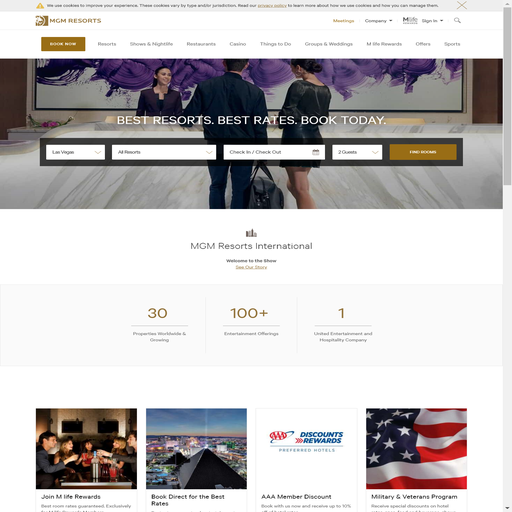 We use cookies to improve your experience. These cookies vary by type and/or jurisdiction. Read our privacy policy to learn more about how we use cookies and how you can manage them.
MGM RESORTS
Meetings
Company
Mlife
Sign In
BOOK NOW
Resorts
Shows & Nightlife
Restaurants
Casino
Things to Do
Groups & Weddings
M life Rewards
Offers
Sports
BEST RESORTS. BEST RATES. BOOK TODAY.
Las Vegas
All Resorts
Check In / Check Out
2 Guests
FIND ROOMS
MGM Resorts International
Welcome to the Show
See Our Story
30
Properties Worldwide &
Growing
100+
Entertainment Offerings
1
United Entertainment and
Hospitality Company
AAA
DISCOUNTS
REWARDS
PREFERRED HOTELS
Join M life Rewards
Best room rates guaranteed. Exclusively
Book Direct for the Best
Rates
AAA Member Discount
Book with us now and receive up to 10%
Military & Veterans Program
Receive special discounts on hotel